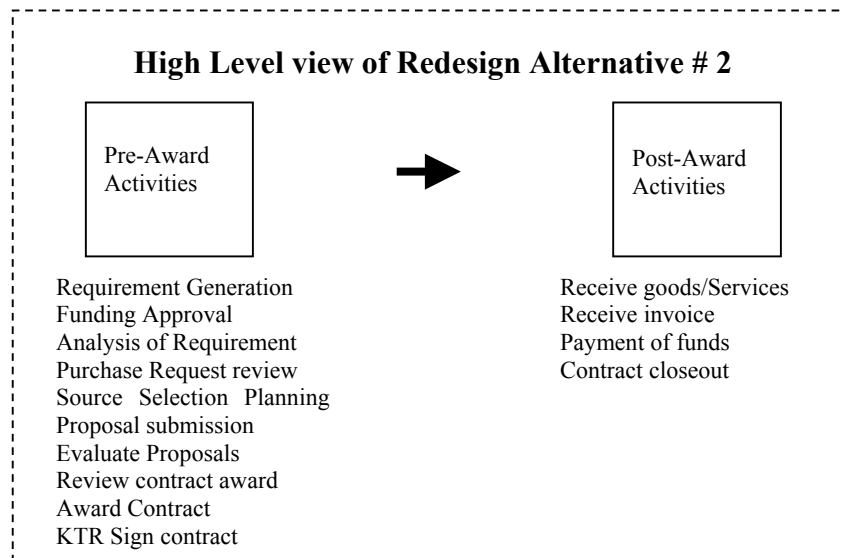 High Level view of Redesign Alternative # 2
Pre-Award
Activities
Post-Award
Activities
Requirement Generation
Funding Approval
Analysis of Requirement
Purchase Request review
Source Selection Planning
Proposal submission
Evaluate Proposals
Review contract award
Award Contract
KTR Sign contract
Receive goods/Services
Receive invoice
Payment of funds
Contract closeout